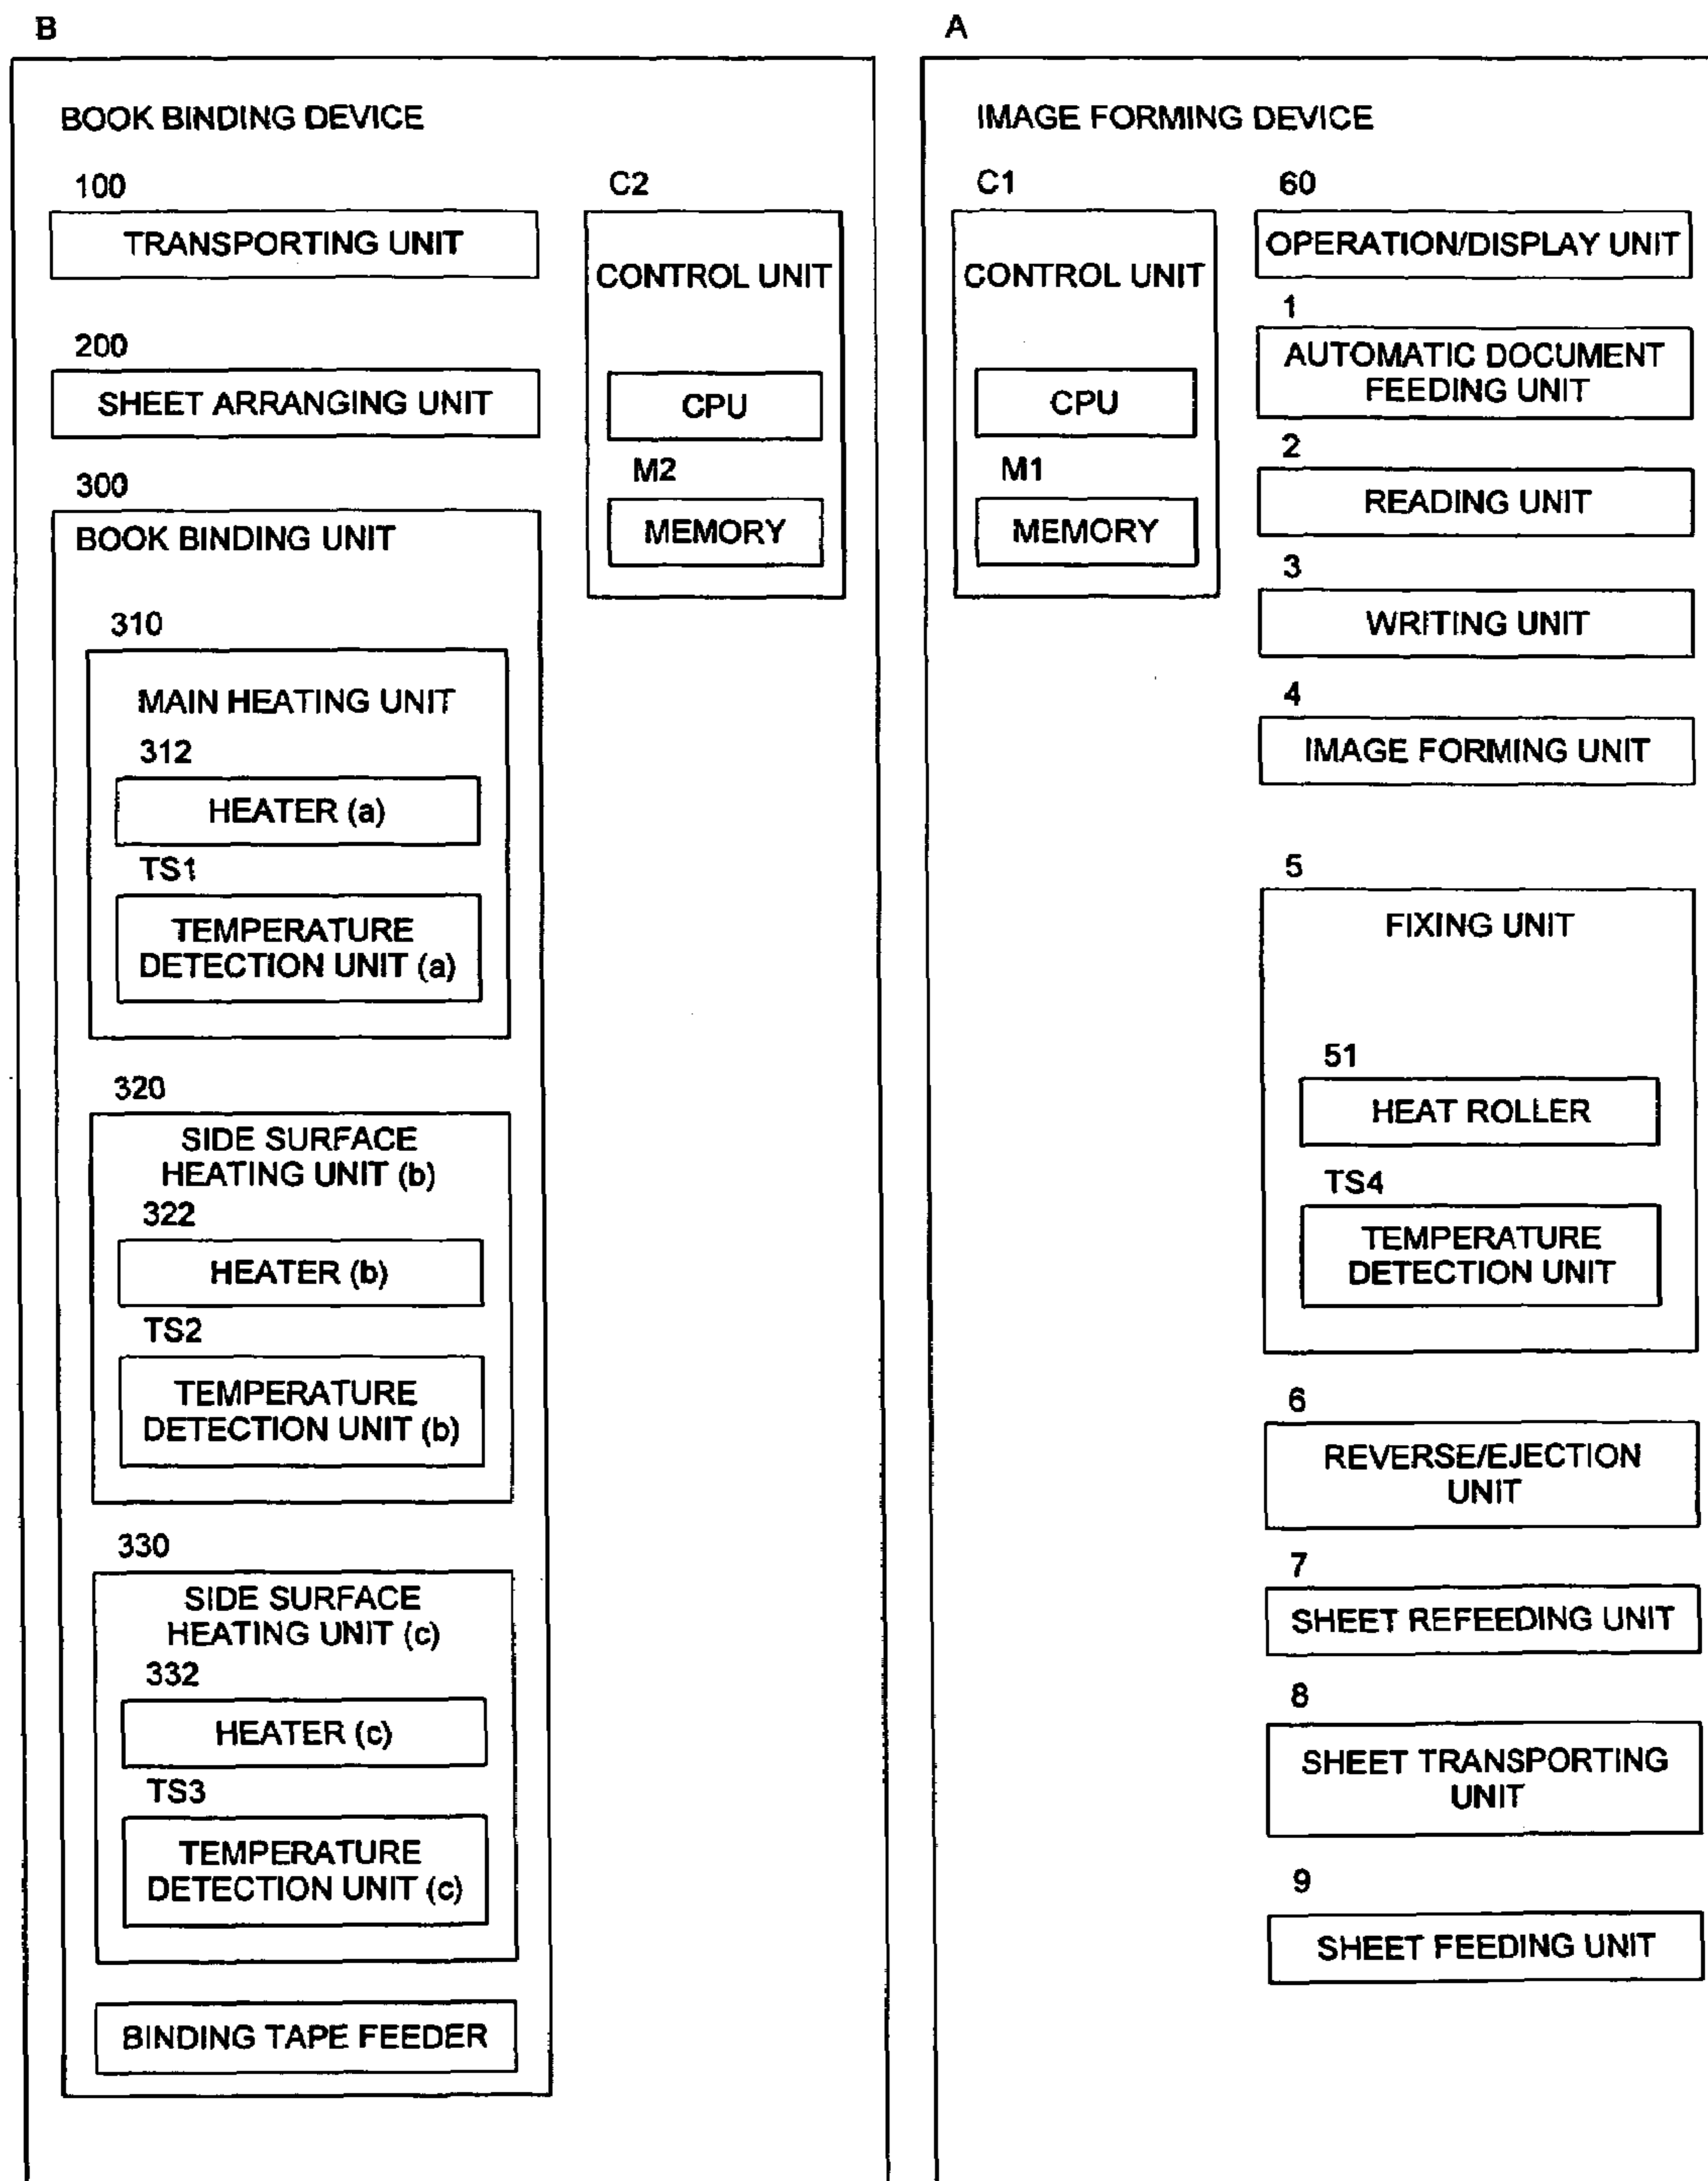 B
BOOK BINDING DEVICE
100
TRANSPORTING UNIT
200
SHEET ARRANGING UNIT
300
BOOK BINDING UNIT
310
MAIN HEATING UNIT
312
HEATER (a)
TS1
TEMPERATURE
DETECTION UNIT (a)
320
SIDE SURFACE
HEATING UNIT (b)
322
HEATER (b)
TS2
TEMPERATURE
DETECTION UNIT (b)
330
SIDE SURFACE
HEATING UNIT (c)
332
HEATER (c)
TS3
TEMPERATURE
DETECTION UNIT (c)
BINDING TAPE FEEDER
C2
CONTROL UNIT
CPU
M2
MEMORY
A
IMAGE FORMING DEVICE
C1
CONTROL UNIT
CPU
M1
MEMORY
60
OPERATION/DISPLAY UNIT
1
AUTOMATIC DOCUMENT
FEEDING UNIT
2
READING UNIT
3
WRITING UNIT
4
IMAGE FORMING UNIT
5
FIXING UNIT
51
HEAT ROLLER
TS4
TEMPERATURE
DETECTION UNIT
6
REVERSE/EJECTION
UNIT
7
SHEET REFEEDING UNIT
8
SHEET TRANSPORTING
UNIT
9
SHEET FEEDING UNIT